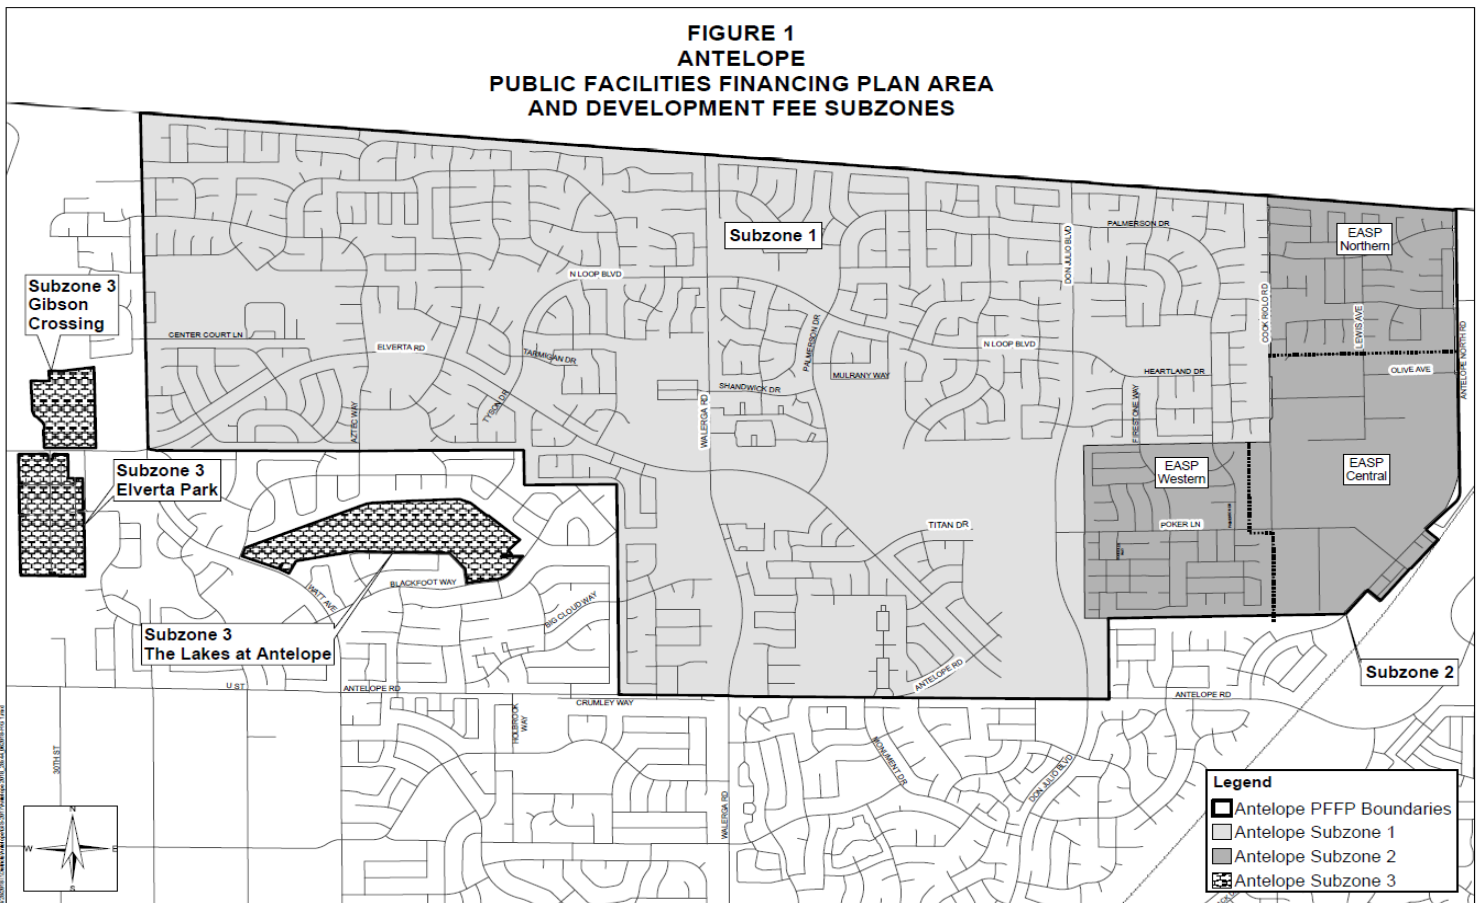 FIGURE 1
ANTELOPE
PUBLIC FACILITIES FINANCING PLAN AREA
AND DEVELOPMENT FEE SUBZONES
Subzone 1
EASP
Northern
PALMERSON DR
DON JULIO BLVD
N LOOP BLVD
Subzone 3
Gibson
Crossing
COOK RIOLO RD
LEWIS AVE
ANTELOPE NORTH RD
CENTER COURT LN
ELVERTA RD
TARMIGAN DR
PALMERSON DR
N LOOP BLVD
MULRANY WAY
HEARTLAND DR
OLIVE AVE
SHANDWICK DR
TYSON DR
AZTEC WAY
WALERGA RD
FIRESTONE WAY
Subzone 3
Elverta Park
EASP
Western
EASP
Central
TITAN DR
POKER LN
WATT AVE
BLACKFOOT WAY
BIG CLOUD WAY
Subzone 3
The Lakes at Antelope
ANTELOPE RD
Subzone 2
U ST
ANTELOPE RD
CRUMLEY WAY
ANTELOPE RD
HOLBROOK
WAY
30TH ST
MONUMENT DR
DON JULIO BLVD
WALERGA RD
Legend
Antelope PFFP Boundaries
Antelope Subzone 1
Antelope Subzone 2
Antelope Subzone 3
N
W
E
S